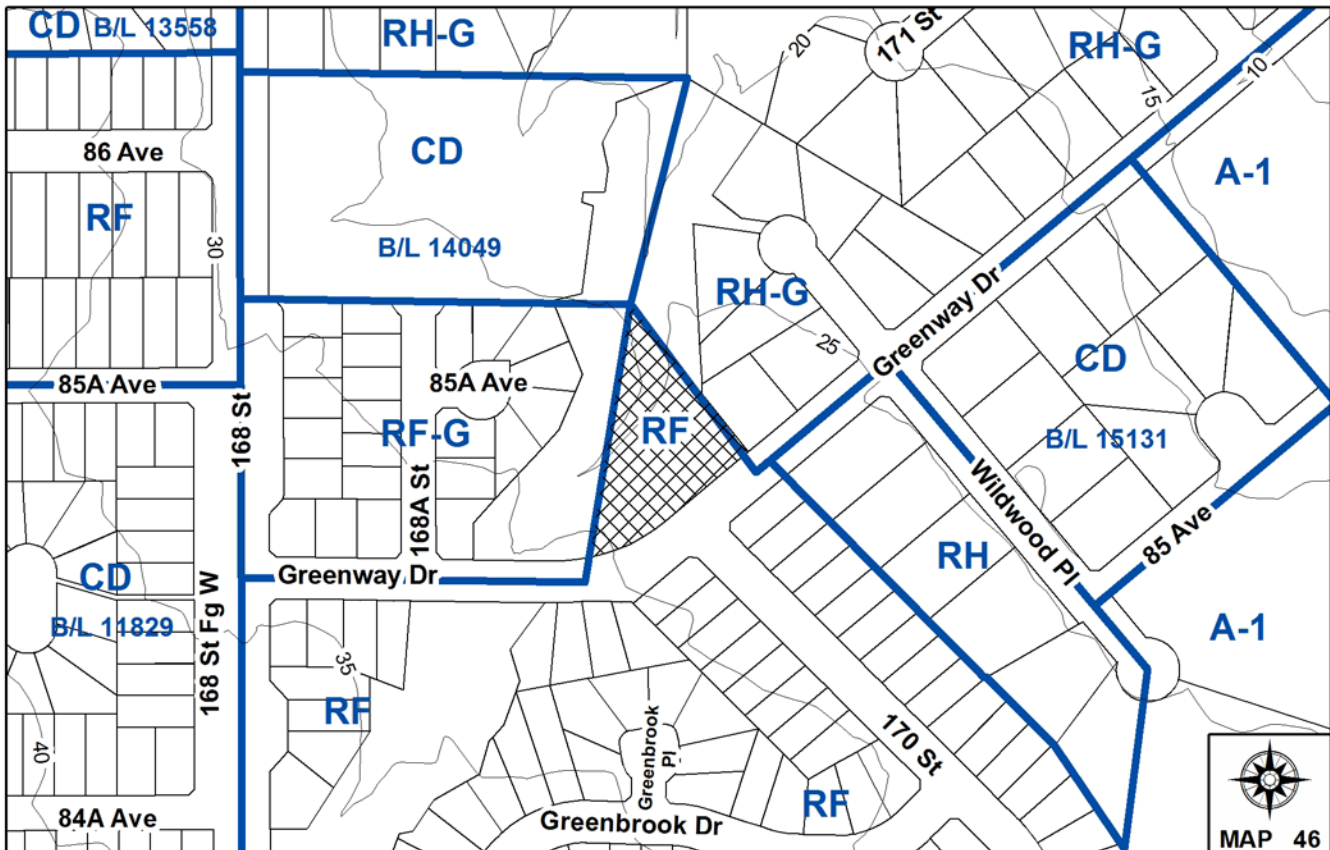 CD B/L 13558
RH-G
171 St
RH-G
20
10
15
86 Ave
CD
A-1
RF
30
B/L 14049
RH-G
Greenway Dr
25
CD
85A Ave
85A Ave
168 St
RF-G
RF
B/L 15131
168A St
Wildwood Pl
85 Ave
RH
Greenway Dr
CD
B/L 11829
168 St Fg W
A-1
35
RF
170 St
Greenbrook
Pl
40
RF
84A Ave
Greenbrook Dr
MAP 46